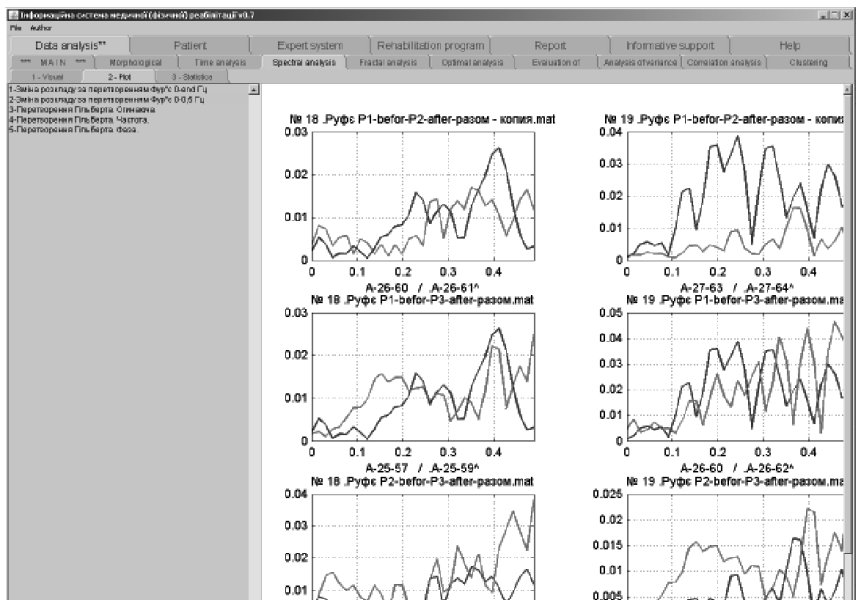 Інформаційна система медичної (фізичної) реабілітації v0.7
File Author
Data analysis** Patient Expert system Rehabilitation program Report Informative support Help
*** M A I N *** Morphological Time analysis Spectral analysis Fractal analysis Optimal analysis Evaluation of Analysis of variance Correlation analysis Clustering
1 - Visual 2 - Plot 3 - Statistics
1-Зміна розкладу за перетворенням Фур"є 0-end Гц
2-Зміна розкладу за перетворенням Фур"є 0-0,5 Гц
3-Перетворення Гільберта. Огинаюча.
4-Перетворення Гільберта. Частота.
5-Перетворення Гільберта. Фаза.
№ 18 .Руфє P1-befor-P2-after-разом - копия.mat
0.03
0.02
0.01
0
0 0.1 0.2 0.3 0.4
A-26-60 / .A-26-61^
№ 19 .Руфє P1-befor-P2-after-разом - копия
0.04
0.03
0.02
0.01
0
0 0.1 0.2 0.3 0.4
A-27-63 / .A-27-64^
№ 18 .Руфє P1-befor-P3-after-разом.mat
0.03
0.02
0.01
0
0 0.1 0.2 0.3 0.4
A-25-57 / .A-25-59^
№ 19 .Руфє P1-befor-P3-after-разом.mat
0.05
0.04
0.03
0.02
0.01
0
0 0.1 0.2 0.3 0.4
A-26-60 / .A-26-62^
№ 18 .Руфє P2-befor-P3-after-разом.mat
0.04
0.03
0.02
0.01
№ 19 .Руфє P2-befor-P3-after-разом.ma
0.025
0.02
0.015
0.01
0.005